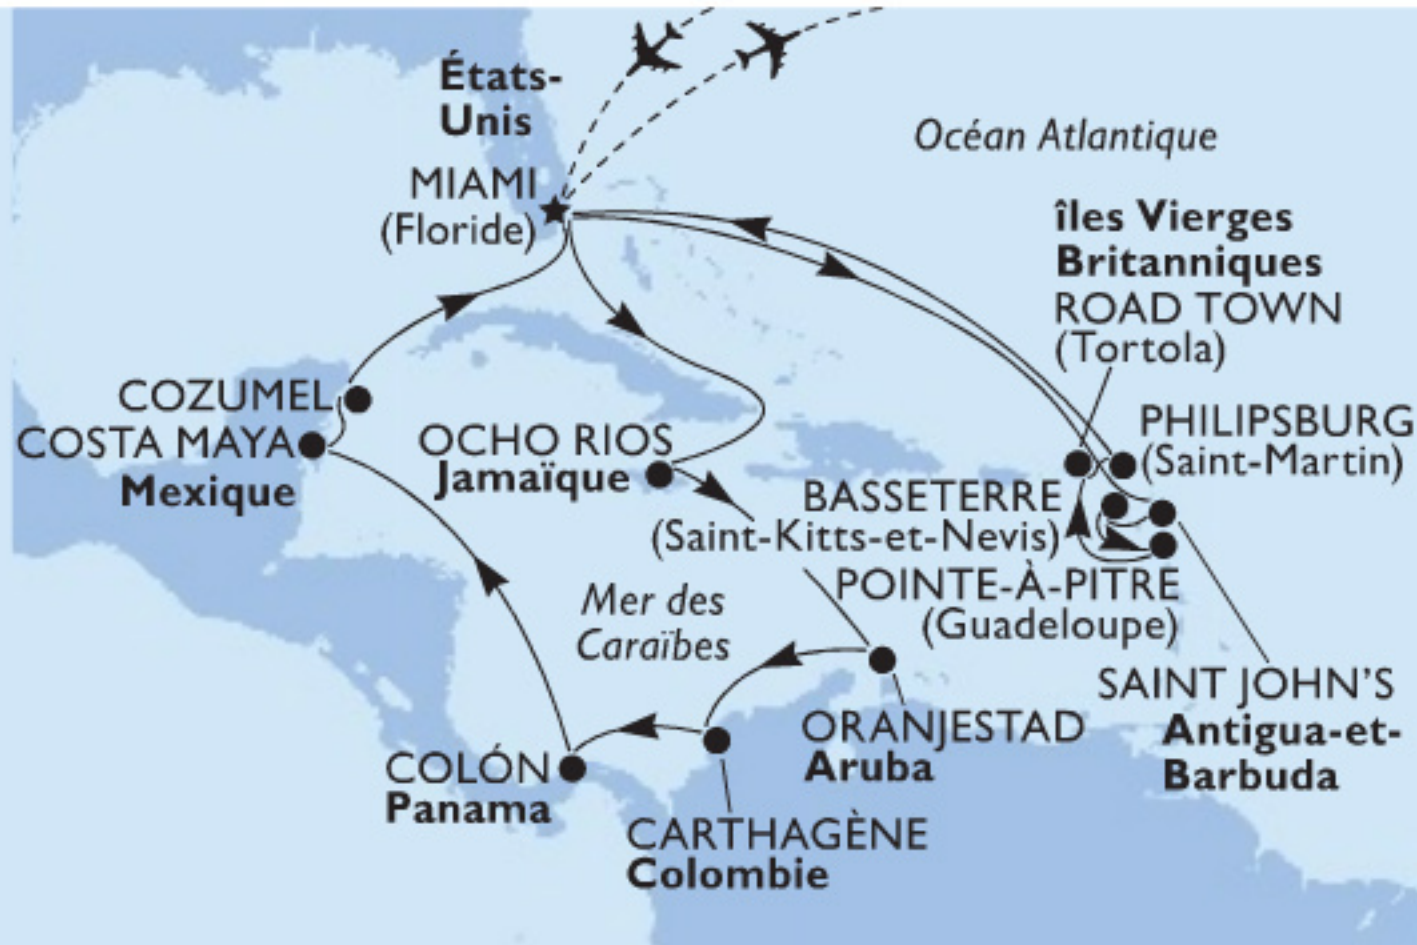 États-
Unis
MIAMI
(Floride)
Océan Atlantique
îles Vierges
Britanniques
ROAD TOWN
(Tortola)
COZUMEL
COSTA MAYA
Mexique
OCHO RIOS
Jamaïque
PHILIPSBURG
(Saint-Martin)
BASSETERRE
(Saint-Kitts-et-Nevis)
POINTE-À-PITRE
(Guadeloupe)
Mer des
Caraïbes
SAINT JOHN'S
Antigua-et-
Barbuda
ORANJESTAD
Aruba
COLÓN
Panama
CARTHAGÈNE
Colombie